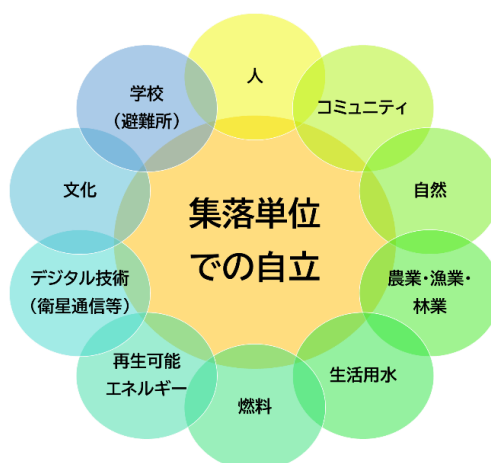 集落単位
での自立
人
コミュニティ
自然
農業・漁業・
林業
生活用水
燃料
再生可能
エネルギー
デジタル技術
（衛星通信等）
文化
学校
（避難所）